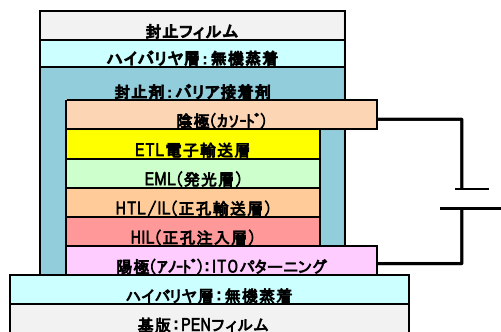 封止フィルム
ハイバリヤ層:無機蒸着
封止剤:バリア接着剤
陰極(カソード)
ETL電子輸送層
EML(発光層)
HTL/IL(正孔輸送層)
HIL(正孔注入層)
陽極(アノード):ITOパターニング
ハイバリヤ層:無機蒸着
基版:PENフィルム